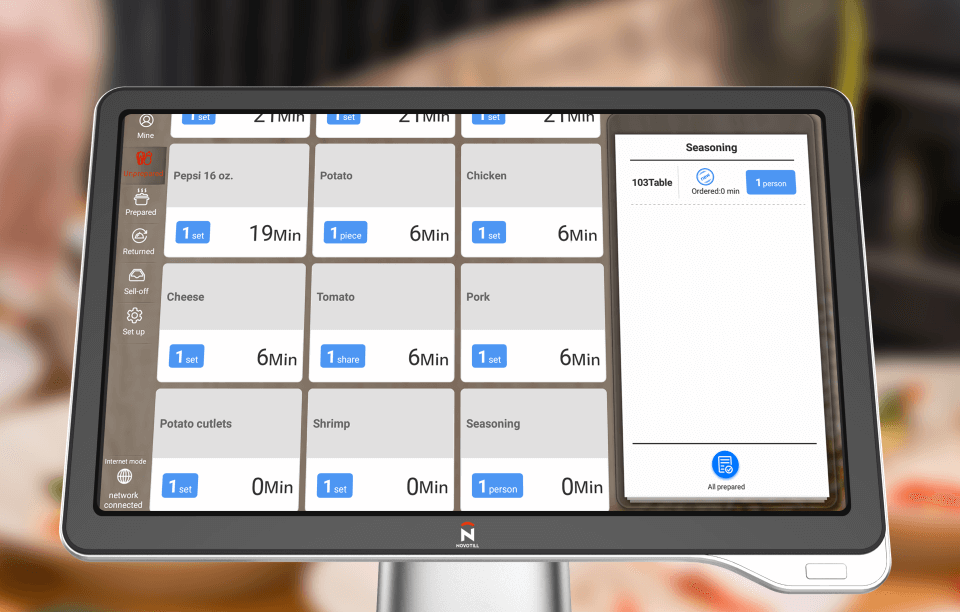 Mine
Prepared
Returned
Sell-off
Set up
Internet mode
network
connected
1 set
21Min
1 set
21Min
1 set
21Min
Pepsi 16 oz.
1 set
19Min
Potato
1 piece
6Min
Chicken
1 set
6Min
Cheese
1 set
6Min
Tomato
1 share
6Min
Pork
1 set
6Min
Potato cutlets
1 set
0Min
Shrimp
1 set
0Min
Seasoning
1 person
0Min
Seasoning
103Table
new
Ordered:0 min
1 person
All prepared
N
NOVOTILL